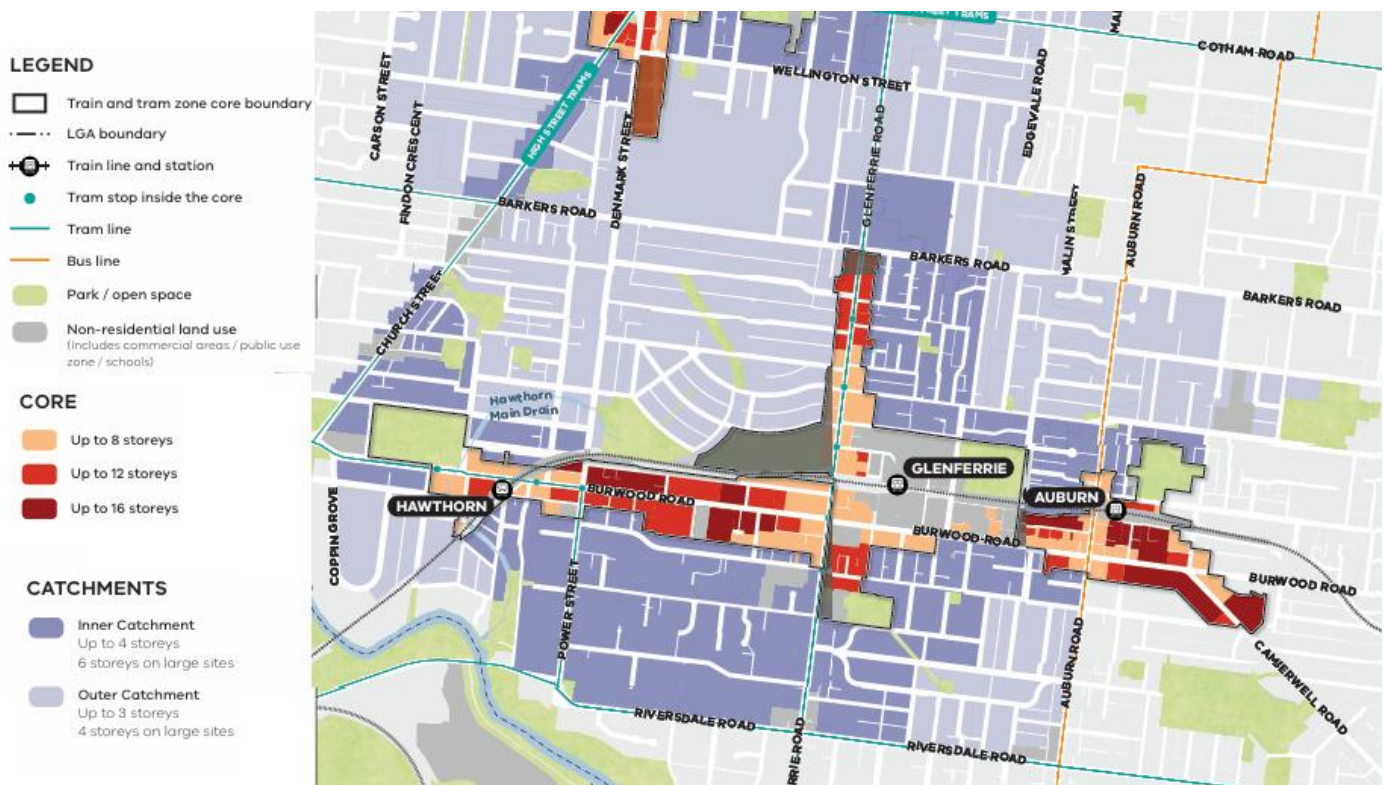 LEGEND
Train and tram zone core boundary
LGA boundary
Train line and station
Tram stop inside the core
Tram line
Bus line
Park / open space
Non-residential land use
(Includes commercial areas / public use
zone / schools)
CORE
Up to 8 storeys
Up to 12 storeys
Up to 16 storeys
CATCHMENTS
Inner Catchment
Up to 4 storeys
6 storeys on large sites
Outer Catchment
Up to 3 storeys
4 storeys on large sites
STREET TRAMS
COTHAM ROAD
WELLINGTON STREET
CARSON STREET
FINDON CRESCENT
HIGH STREET TRAMS
DENMARK STREET
GLENFERRIE ROAD
EDGEVALE ROAD
BARKERS ROAD
AUBURN ROAD
BARKERS ROAD
BARKERS ROAD
CHURCH STREET
Hawthorn
Main Drain
GLENFERRIE
HAWTHORN
BURWOOD ROAD
AUBURN
BURWOOD ROAD
BURWOOD ROAD
COPPIN GROVE
POWER STREET
AUBURN ROAD
CAMBERWELL ROAD
RIVERSDALE ROAD
RIVERSDALE ROAD
RRIE ROAD